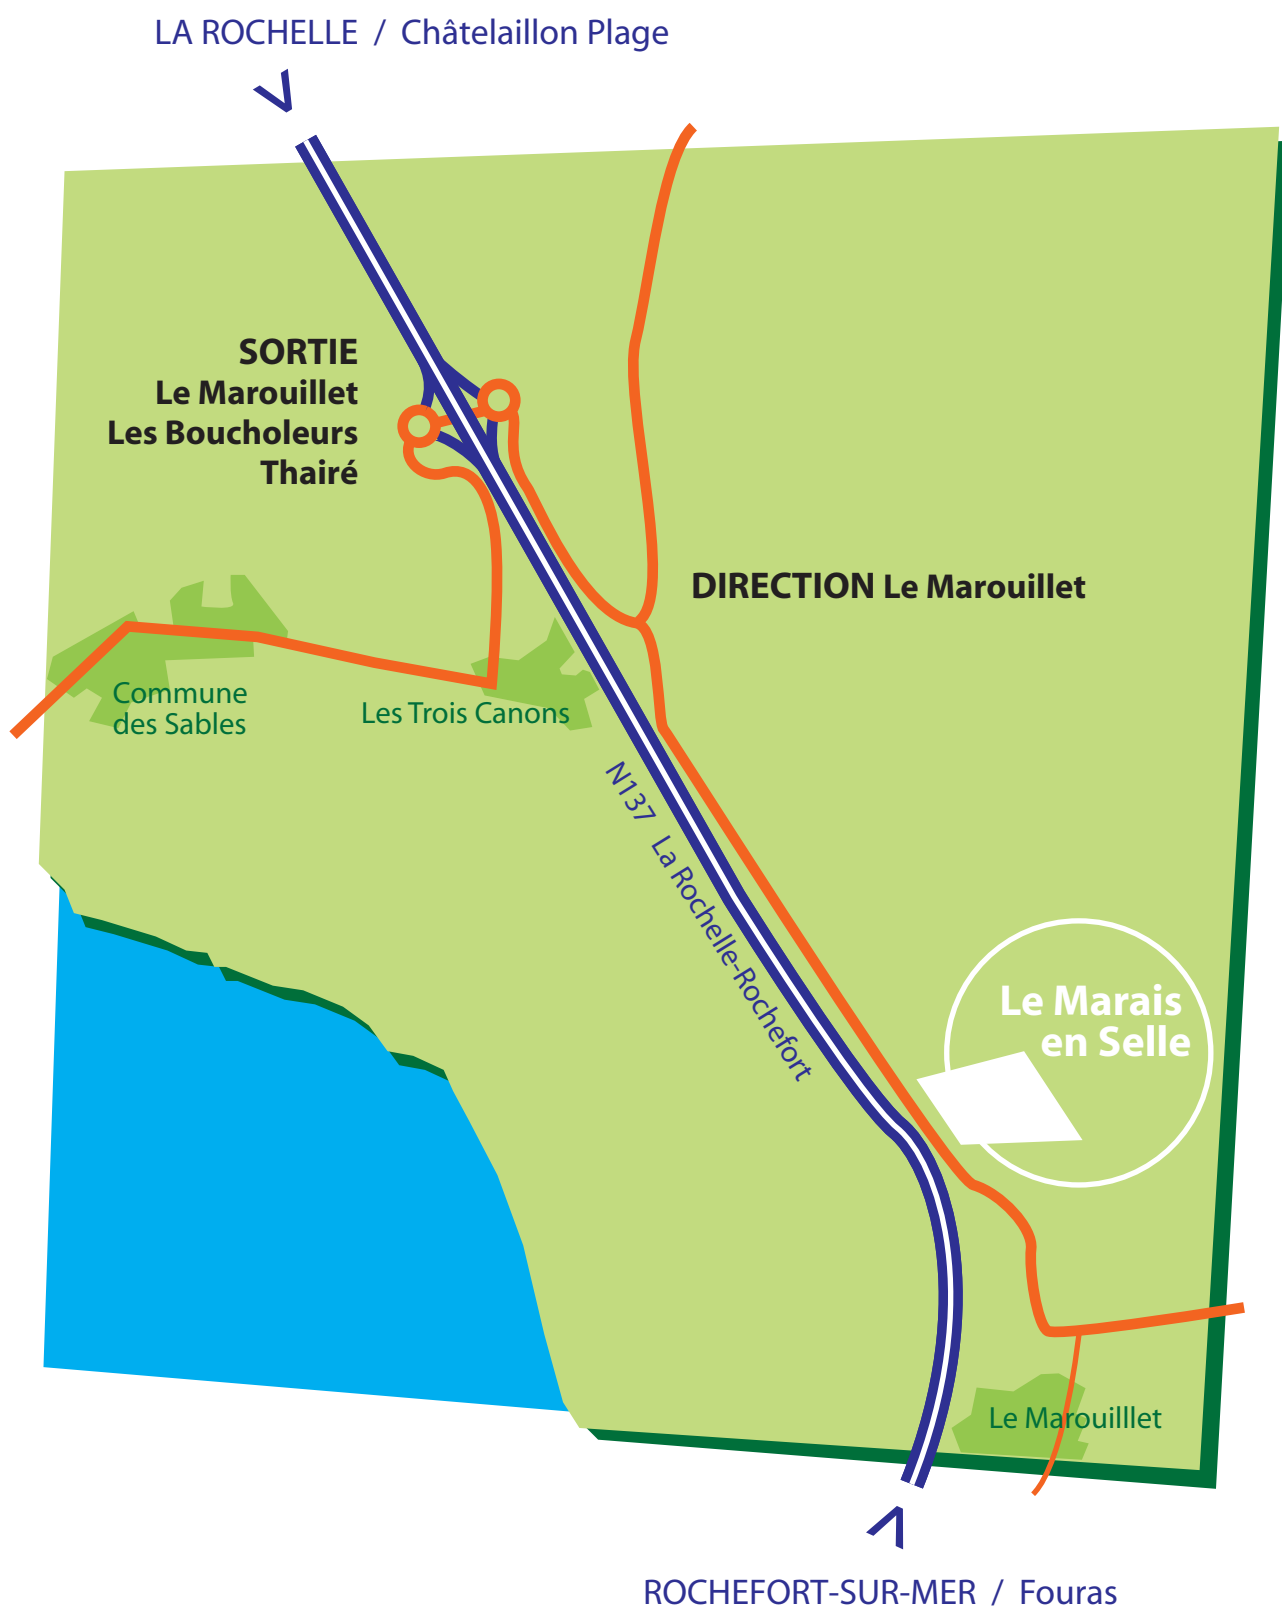 LA ROCHELLE / Châtelaillon Plage
SORTIE
Le Marouillet
Les Boucholeurs
Thairé
DIRECTION Le Marouillet
Commune
des Sables
Les Trois Canons
N137 La Rochelle-Rochefort
Le Marais
en Selle
Le Marouilllet
ROCHEFORT-SUR-MER / Fouras